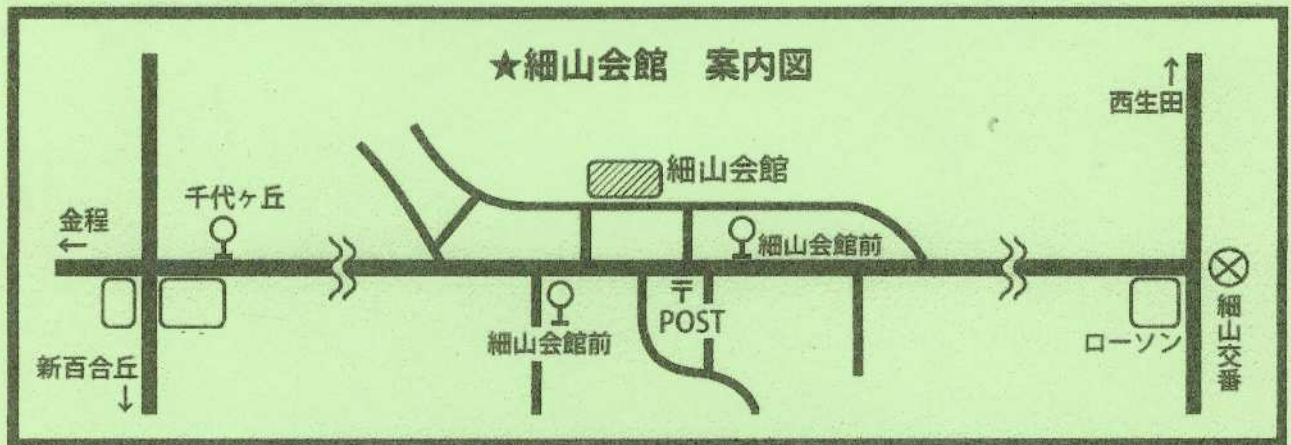 ★細山会館　案内図
↑
西生田
細山会館
千代ヶ丘
金程
←
細山会館前
〒
POST
細山会館前
ローソン
細山交番
新百合丘
↓